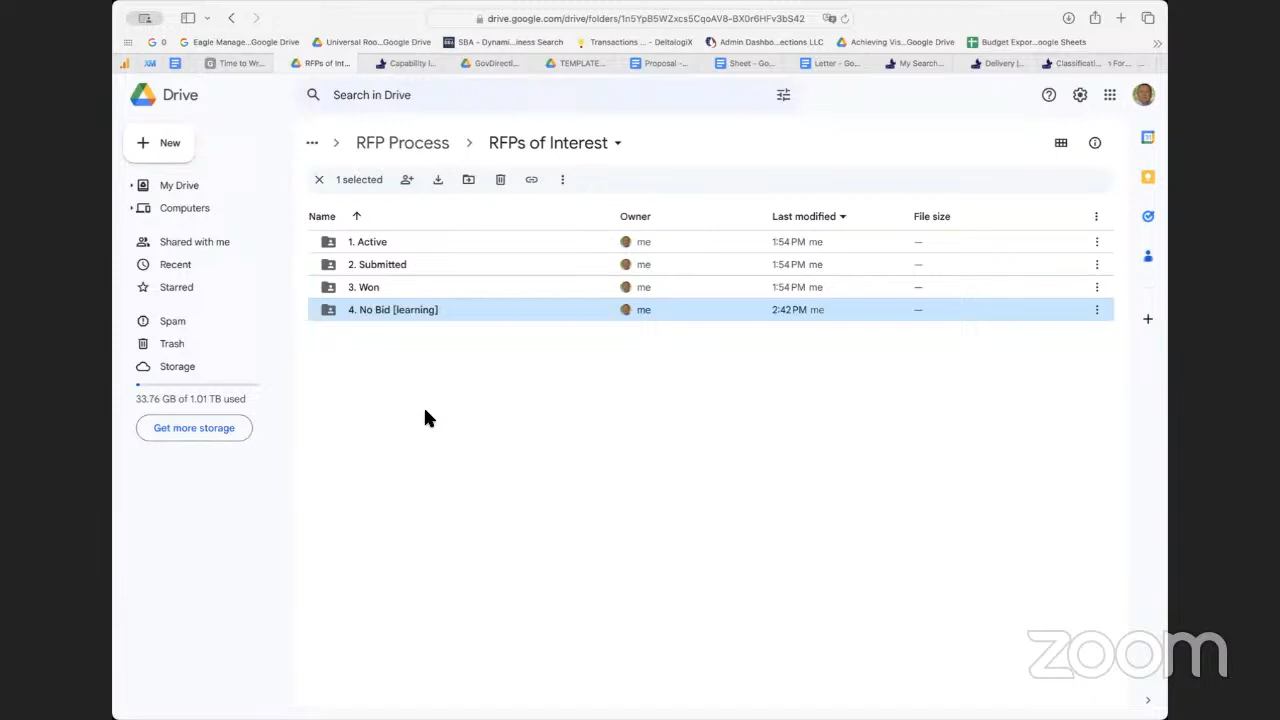 drive.google.com/drive/folders/1n5YpB5WZxcs5CqoAV8-BX0r6HFv3bS42
G 0 Eagle Manage...Google Drive Universal Roo...Google Drive SBA - Dynami...iness Search Transactions ... - DeltalogiX Admin Dashbo...ections LLC Achieving Vis...Google Drive Budget Expor...oogle Sheets
XM Time to Wr... RFPs of Int... Capability I... GovDirecti... TEMPLATE... Proposal -... Sheet - Go... Letter - Go... My Search... Delivery |... Classificati...
Drive
Search in Drive
New
RFP Process > RFPs of Interest
1 selected
My Drive
Computers
Shared with me
Recent
Starred
Spam
Trash
Storage
33.76 GB of 1.01 TB used
Get more storage
Name Owner Last modified File size
1. Active me 1:54 PM me —
2. Submitted me 1:54 PM me —
3. Won me 1:54 PM me —
4. No Bid [learning] me 2:42 PM me —
zoom